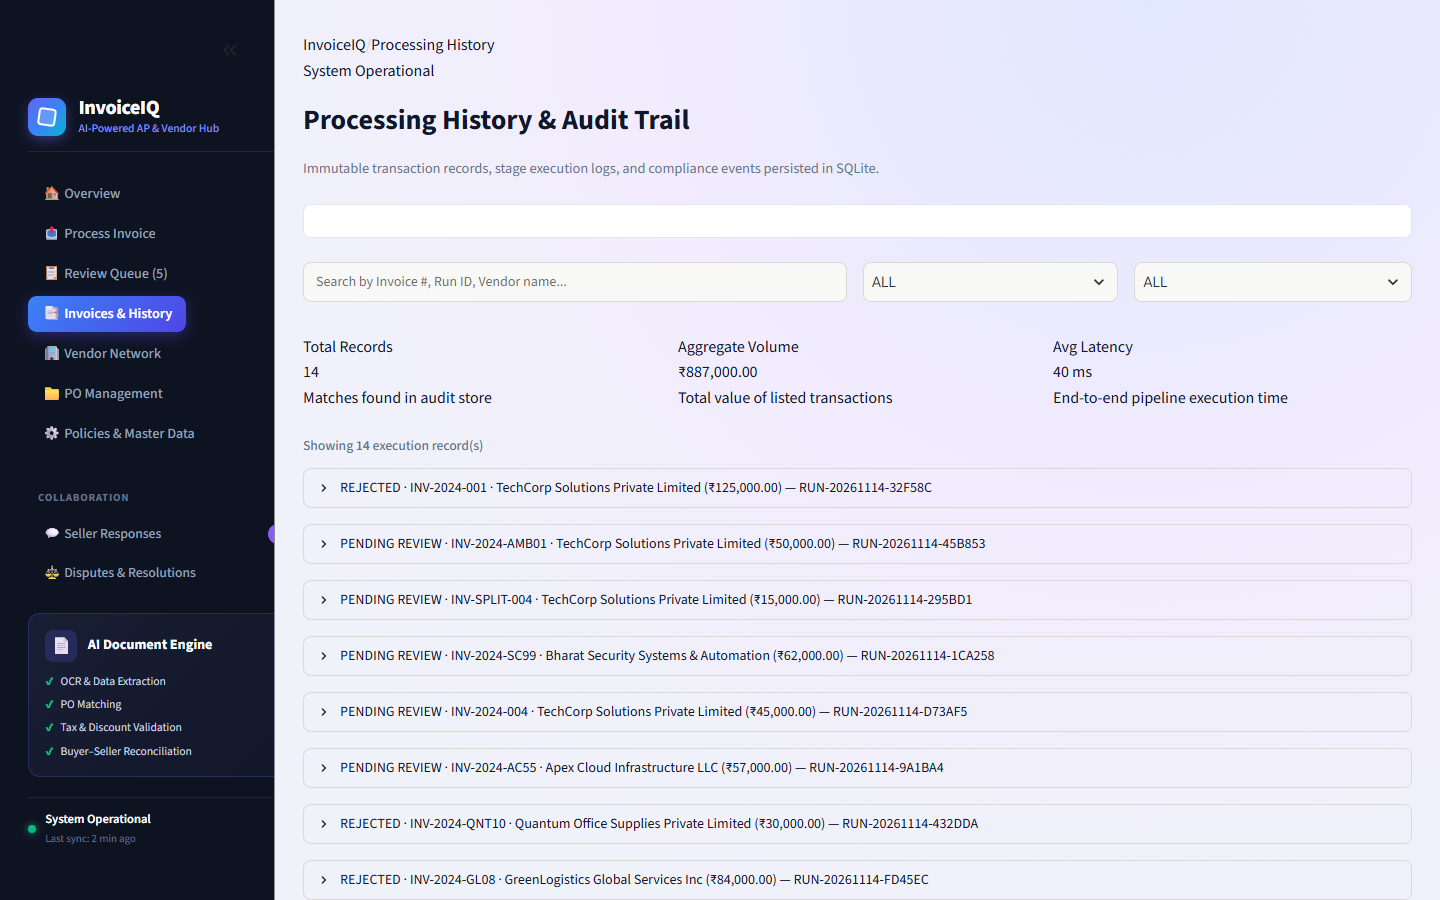 InvoiceIQ
AI-Powered AP & Vendor Hub
Overview
Process Invoice
Review Queue (5)
Invoices & History
Vendor Network
PO Management
Policies & Master Data
COLLABORATION
Seller Responses
Disputes & Resolutions
AI Document Engine
✓ OCR & Data Extraction
✓ PO Matching
✓ Tax & Discount Validation
✓ Buyer–Seller Reconciliation
System Operational
Last sync: 2 min ago
InvoiceIQ/Processing History
System Operational
Processing History & Audit Trail
Immutable transaction records, stage execution logs, and compliance events persisted in SQLite.
Search by Invoice #, Run ID, Vendor name...
ALL
ALL
Total Records
14
Matches found in audit store
Aggregate Volume
₹887,000.00
Total value of listed transactions
Avg Latency
40 ms
End-to-end pipeline execution time
Showing 14 execution record(s)
REJECTED · INV-2024-001 · TechCorp Solutions Private Limited (₹125,000.00) — RUN-20261114-32F58C
PENDING REVIEW · INV-2024-AMB01 · TechCorp Solutions Private Limited (₹50,000.00) — RUN-20261114-45B853
PENDING REVIEW · INV-SPLIT-004 · TechCorp Solutions Private Limited (₹15,000.00) — RUN-20261114-295BD1
PENDING REVIEW · INV-2024-SC99 · Bharat Security Systems & Automation (₹62,000.00) — RUN-20261114-1CA258
PENDING REVIEW · INV-2024-004 · TechCorp Solutions Private Limited (₹45,000.00) — RUN-20261114-D73AF5
PENDING REVIEW · INV-2024-AC55 · Apex Cloud Infrastructure LLC (₹57,000.00) — RUN-20261114-9A1BA4
REJECTED · INV-2024-QNT10 · Quantum Office Supplies Private Limited (₹30,000.00) — RUN-20261114-432DDA
REJECTED · INV-2024-GL08 · GreenLogistics Global Services Inc (₹84,000.00) — RUN-20261114-FD45EC